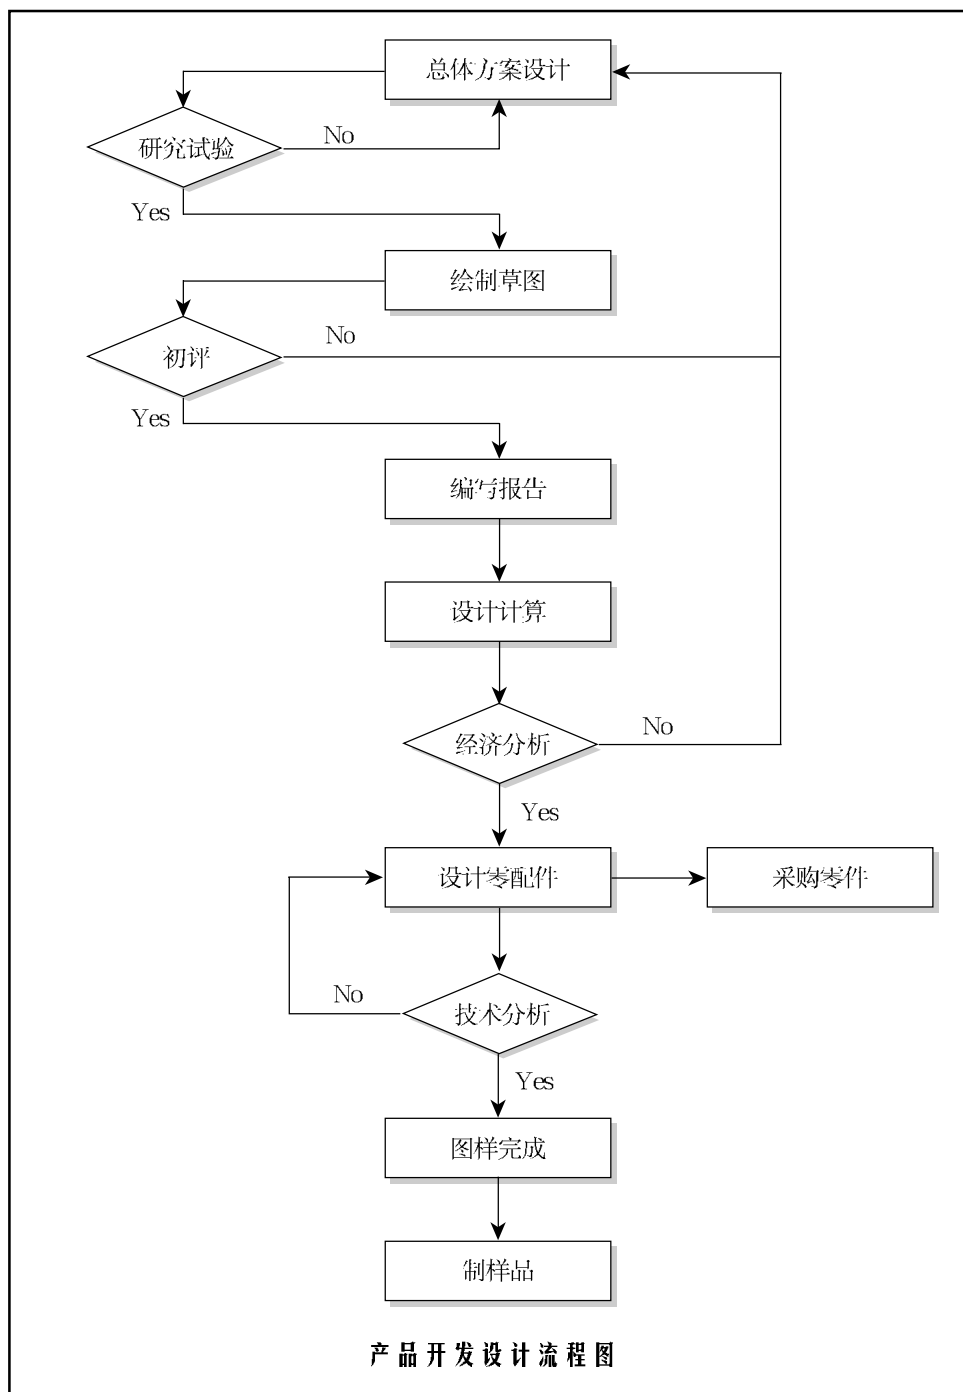 总体方案设计
研究试验
No
Yes
绘制草图
初评
No
Yes
编写报告
设计计算
经济分析
No
Yes
设计零配件
采购零件
No
技术分析
Yes
图样完成
制样品
产品开发设计流程图